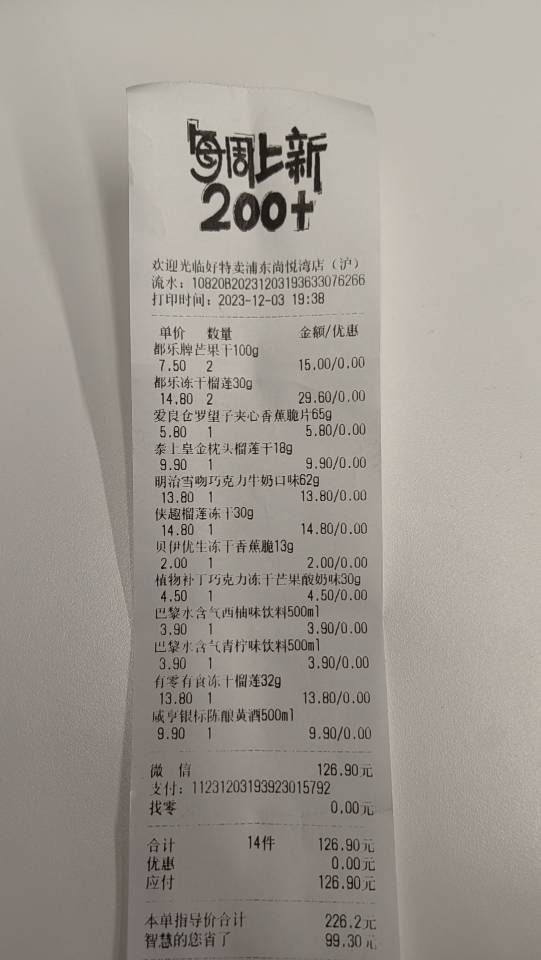 每周上新
200+
欢迎光临好特卖浦东尚悦湾店（沪）
流水：10820B20231203193633076266
打印时间：2023-12-03 19:38
单价 数量 金额/优惠
都乐牌芒果干100g
7.50 2 15.00/0.00
都乐冻干榴莲30g
14.80 2 29.60/0.00
爱良仓罗望子夹心香蕉脆片65g
5.80 1 5.80/0.00
泰上皇金枕头榴莲干18g
9.90 1 9.90/0.00
明治雪吻巧克力牛奶口味62g
13.80 1 13.80/0.00
侠趣榴莲冻干30g
14.80 1 14.80/0.00
贝伊优生冻干香蕉脆13g
2.00 1 2.00/0.00
植物补丁巧克力冻干芒果酸奶味30g
4.50 1 4.50/0.00
巴黎水含气西柚味饮料500ml
3.90 1 3.90/0.00
巴黎水含气青柠味饮料500ml
3.90 1 3.90/0.00
有零有食冻干榴莲32g
13.80 1 13.80/0.00
咸亨银标陈酿黄酒500ml
9.90 1 9.90/0.00
微 信 126.90元
支付：11231203193923015792
找零 0.00元
合计 14件 126.90元
优惠 0.00元
应付 126.90元
本单指导价合计 226.2元
智慧的您省了 99.30元